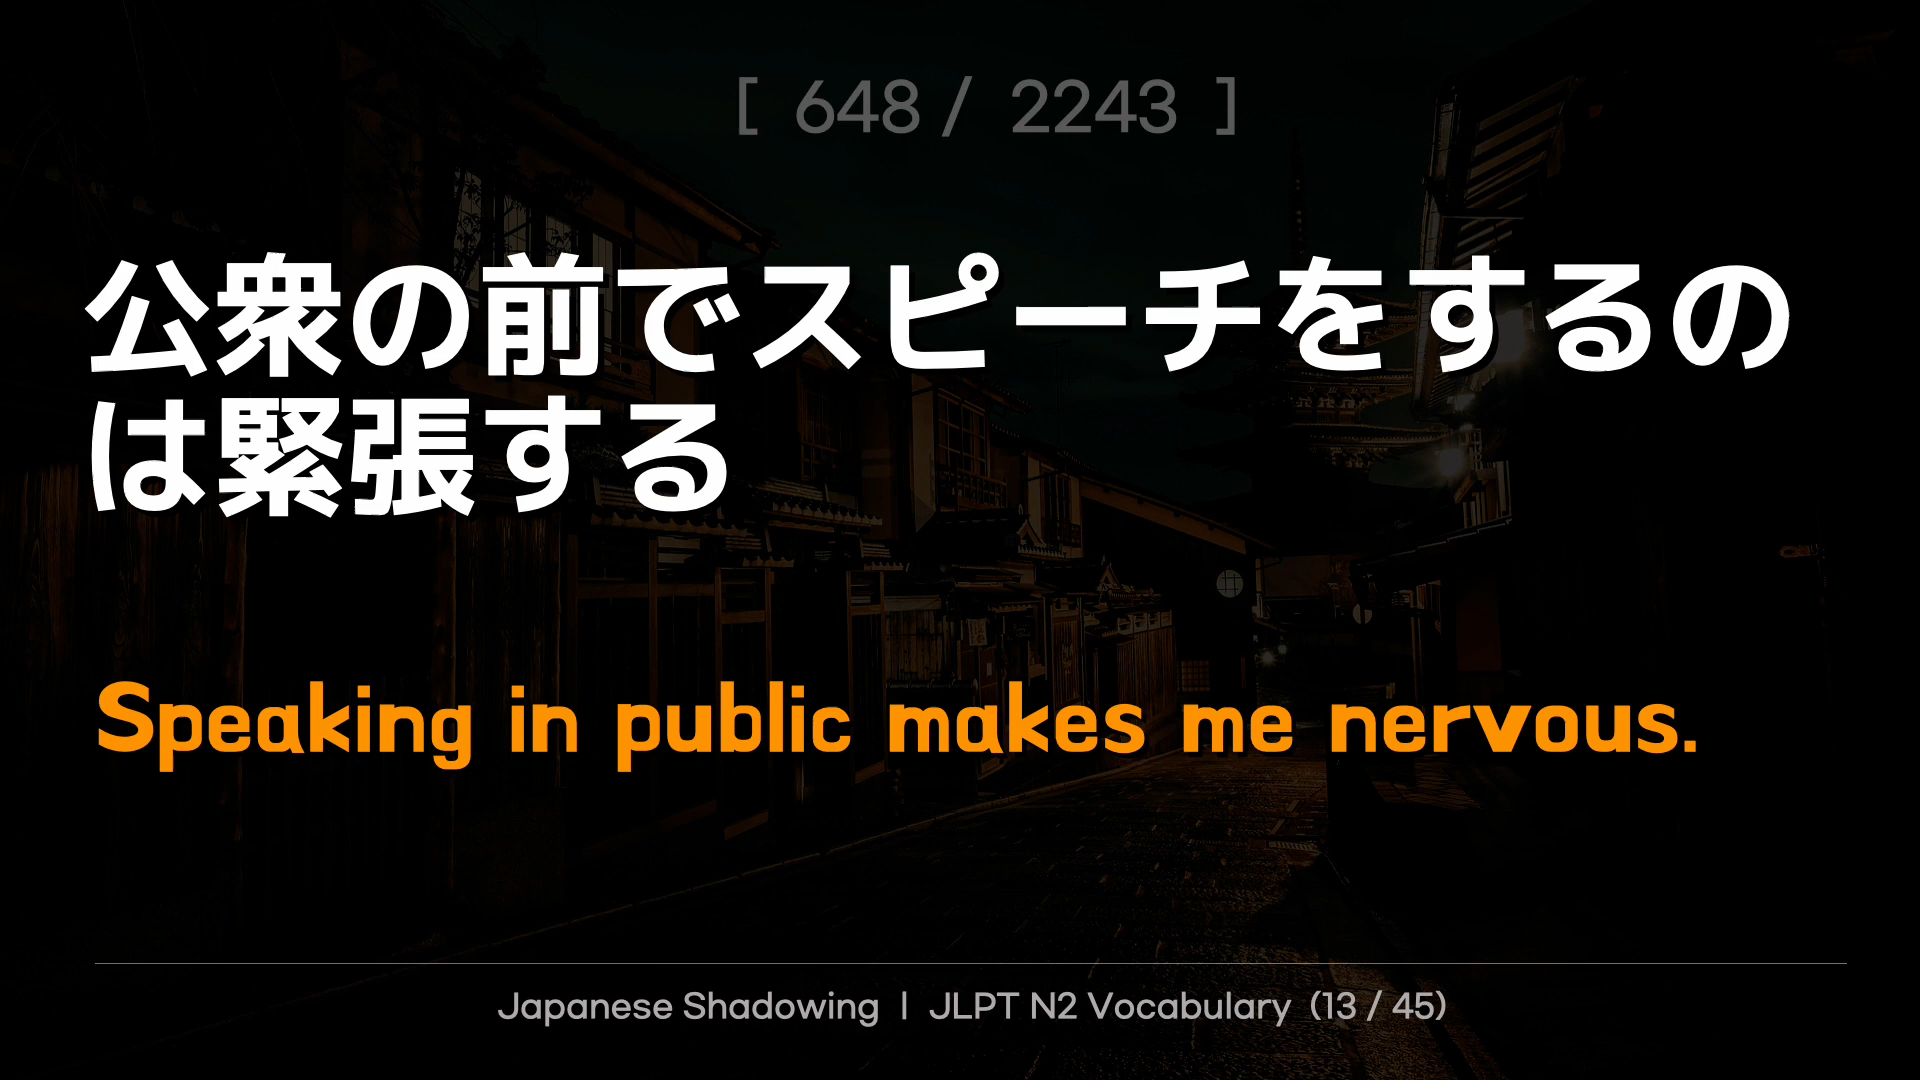 [ 648 / 2243 ]
公衆の前でスピーチをするの
は緊張する
Speaking in public makes me nervous.
Japanese Shadowing | JLPT N2 Vocabulary (13 / 45)